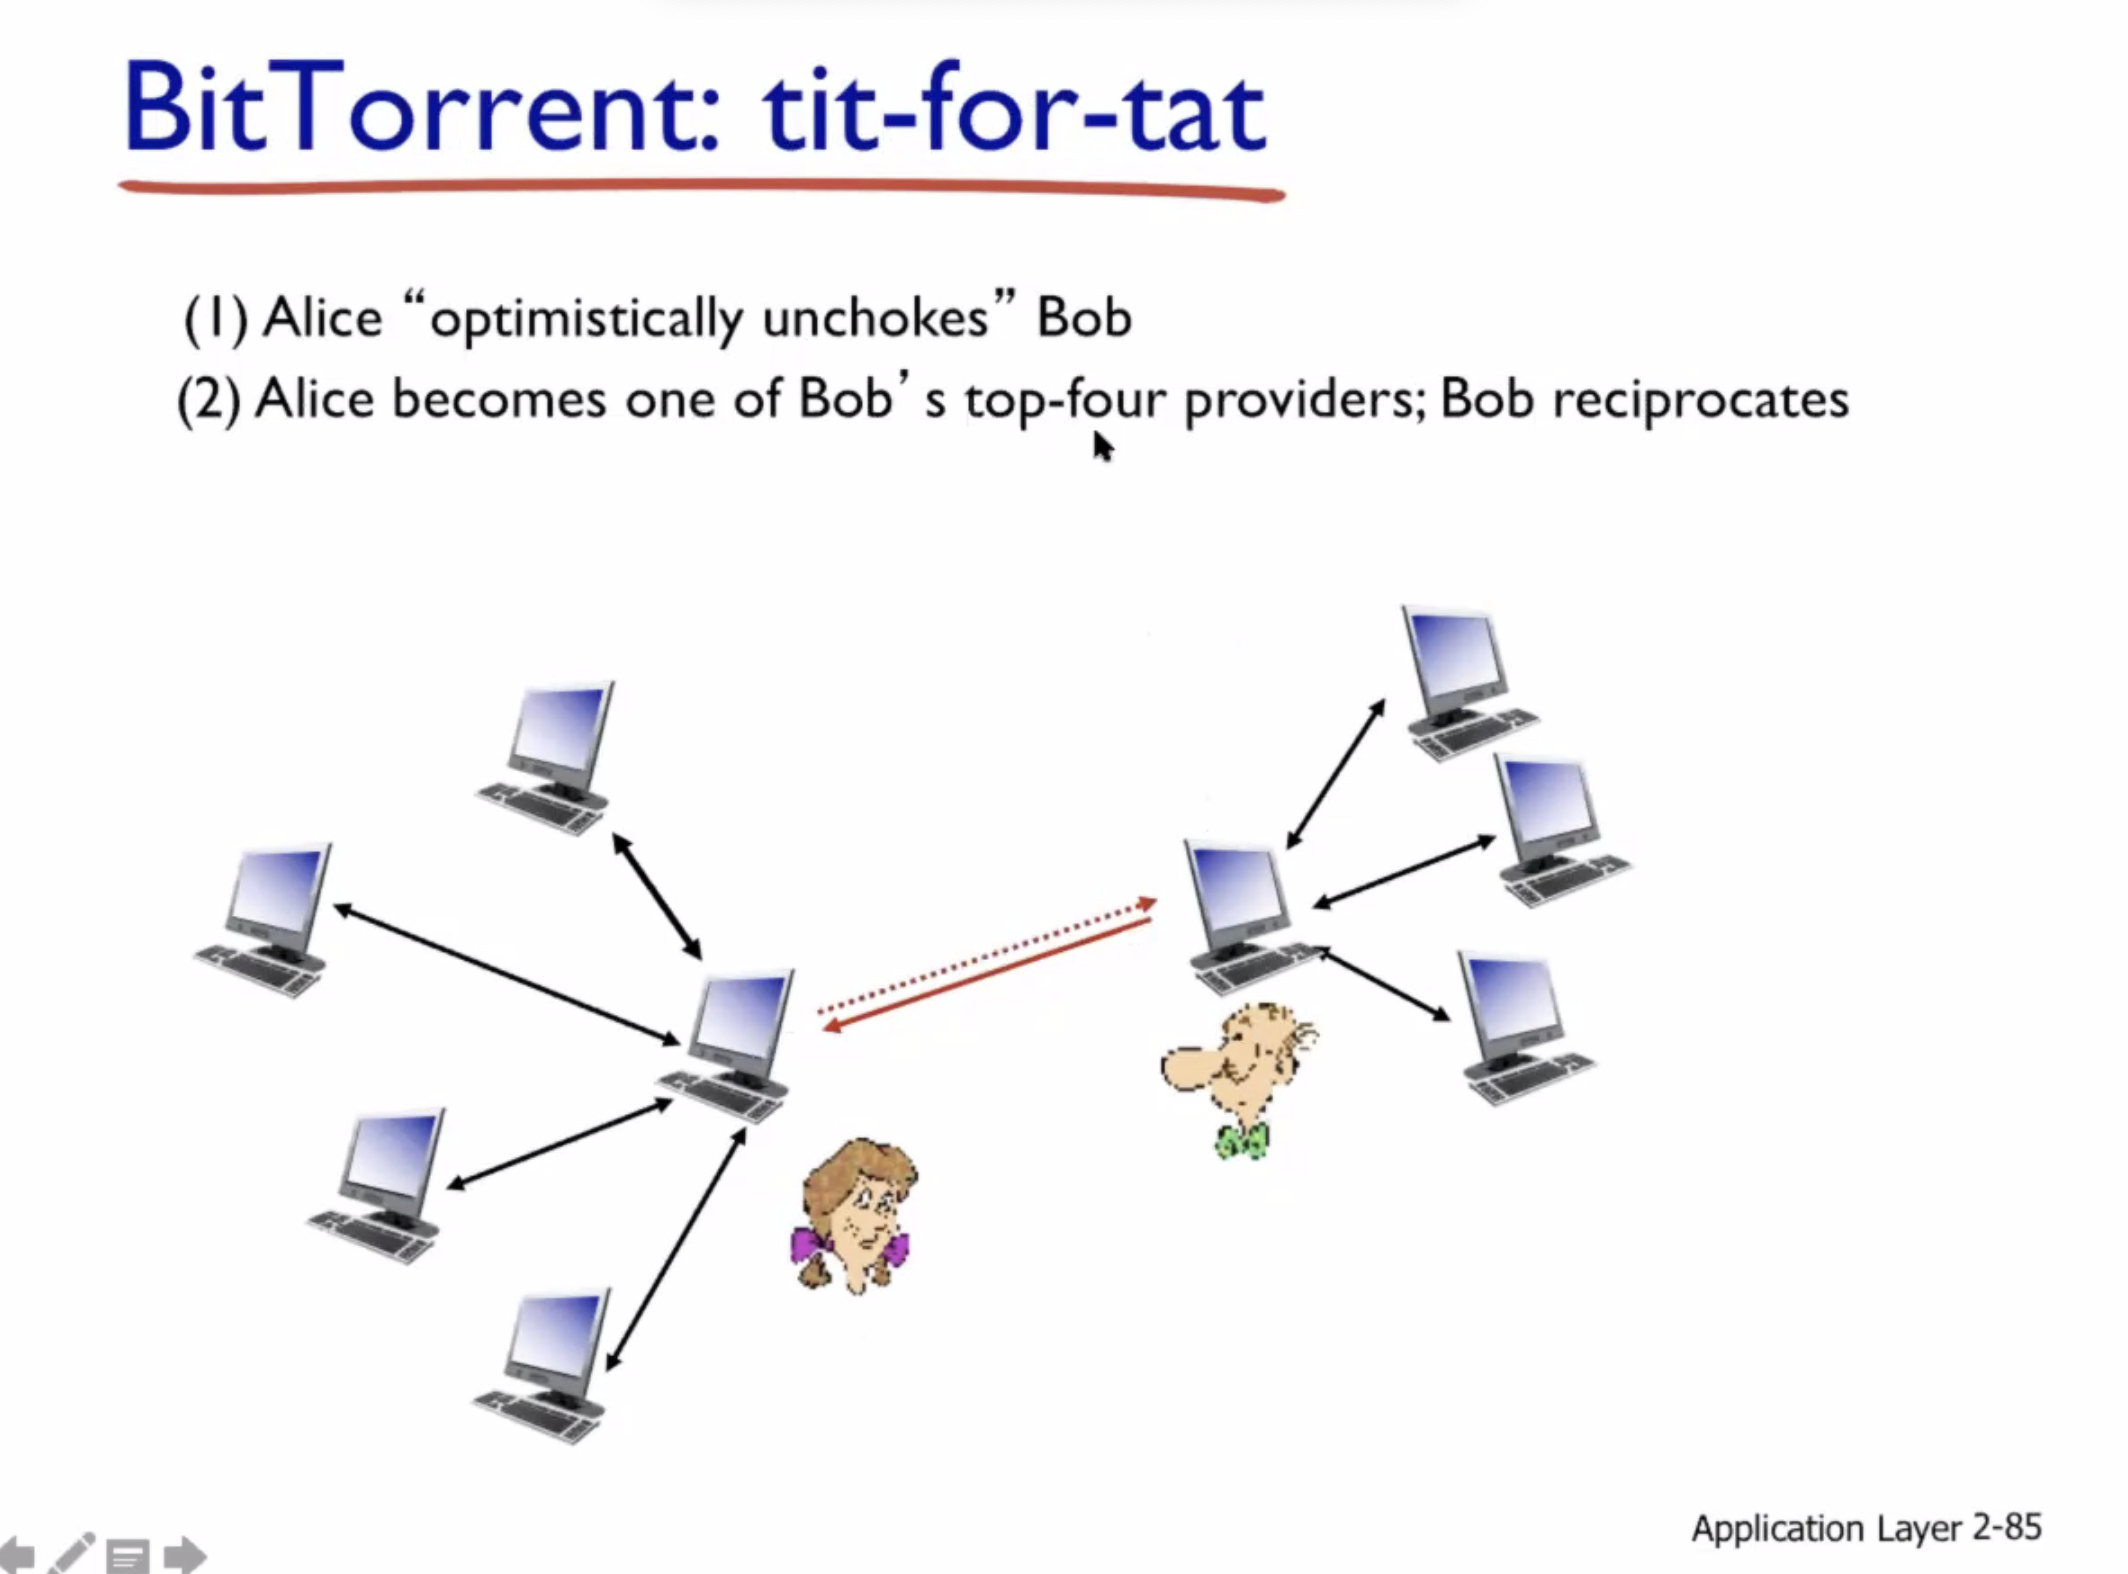 BitTorrent: tit-for-tat
(1) Alice “optimistically unchokes” Bob
(2) Alice becomes one of Bob’s top-four providers; Bob reciprocates
Application Layer 2-85